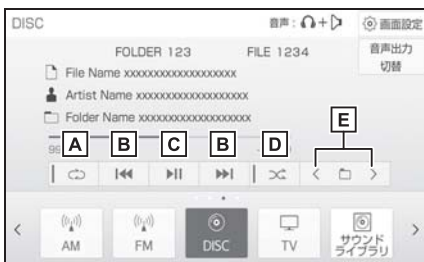 DISC
音声：
画面設定
FOLDER 123 FILE 1234
音声出力
切替
File Name xxxxxxxxxxxxxxxxxxxx
Artist Name xxxxxxxxxxxxxxxxxxxx
Folder Name xxxxxxxxxxxxxxxxxxxx
A B C B D E
AM FM DISC TV サウンド
ライブラリ